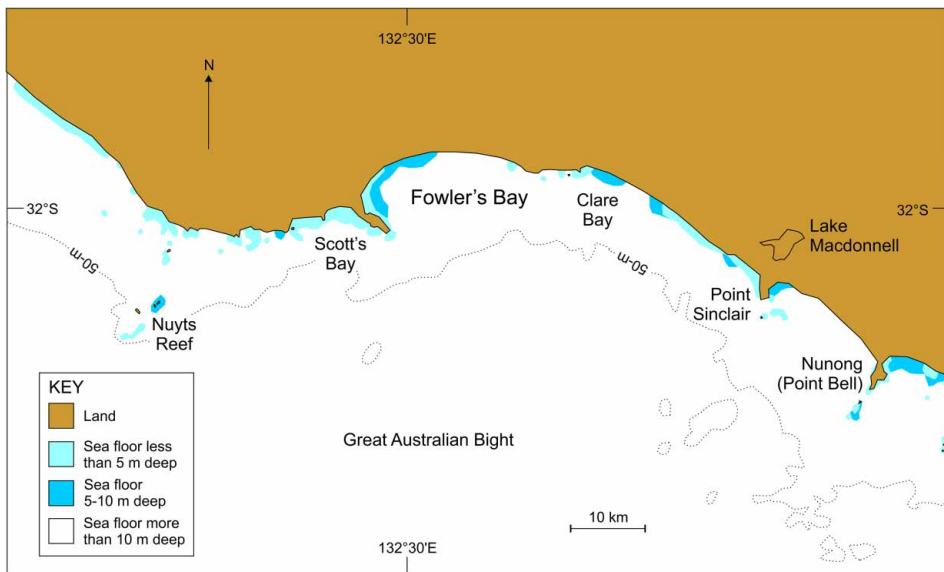 132°30'E
N
32°S
Fowler's Bay
Clare
Bay
32°S
Lake
Macdonnell
Scott's
Bay
50-m
50-m
Point
Sinclair
Nuyts
Reef
Nunong
(Point Bell)
KEY
Land
Sea floor less
than 5 m deep
Sea floor
5-10 m deep
Sea floor more
than 10 m deep
Great Australian Bight
10 km
132°30'E